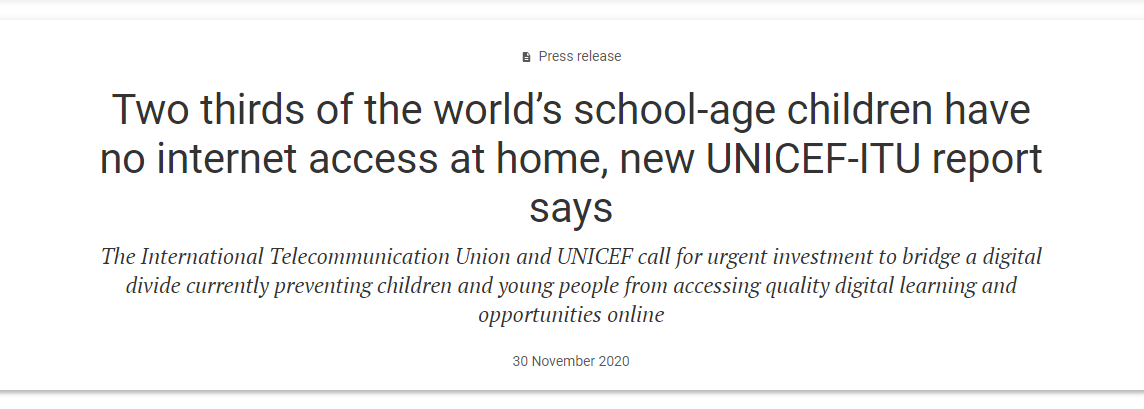 Press release
Two thirds of the world’s school-age children have
no internet access at home, new UNICEF-ITU report
says
The International Telecommunication Union and UNICEF call for urgent investment to bridge a digital
divide currently preventing children and young people from accessing quality digital learning and
opportunities online
30 November 2020